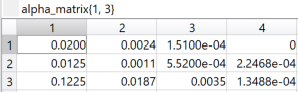 alpha_matrix{1, 3}
1 2 3 4
1 0.0200 0.0024 1.5100e-04 0
2 0.0125 0.0011 5.5200e-04 2.2468e-04
3 0.1225 0.0187 0.0035 1.3488e-04